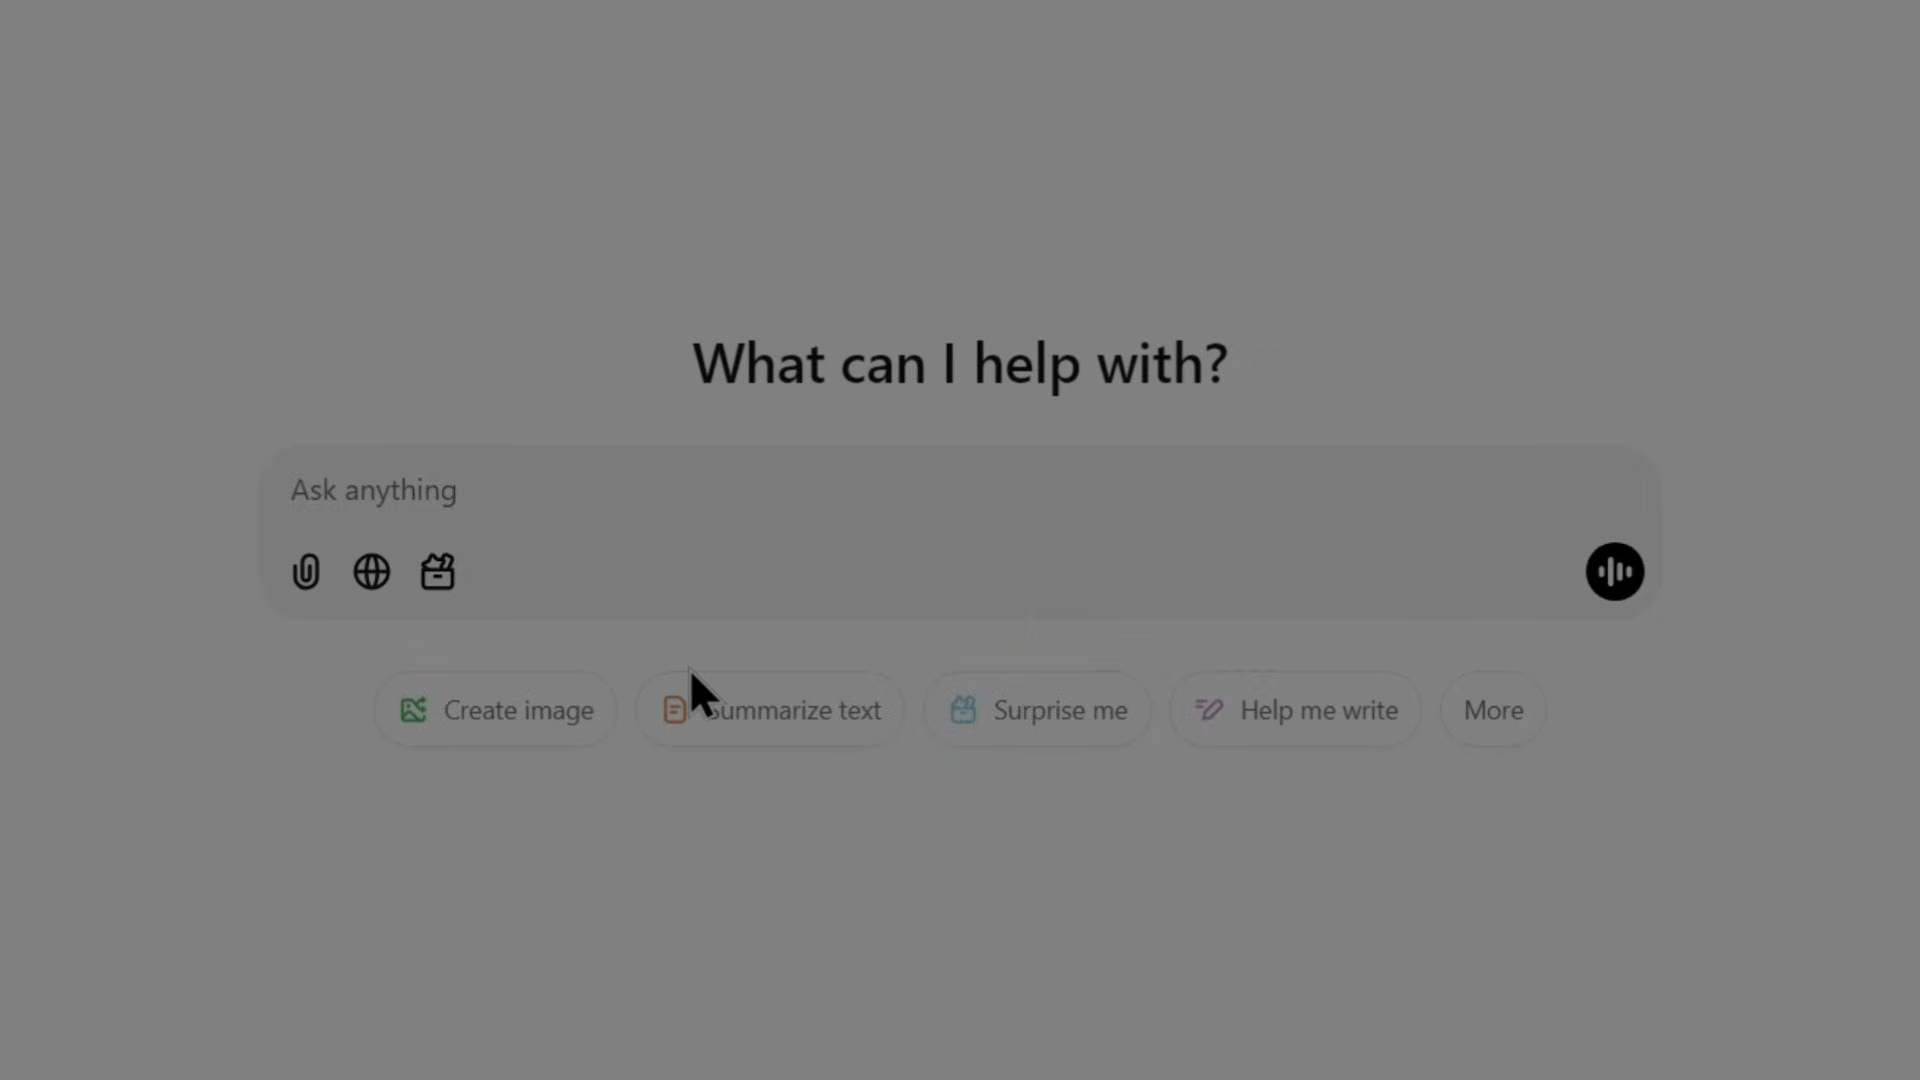 What can I help with?
Ask anything
Create image
Summarize text
Surprise me
Help me write
More